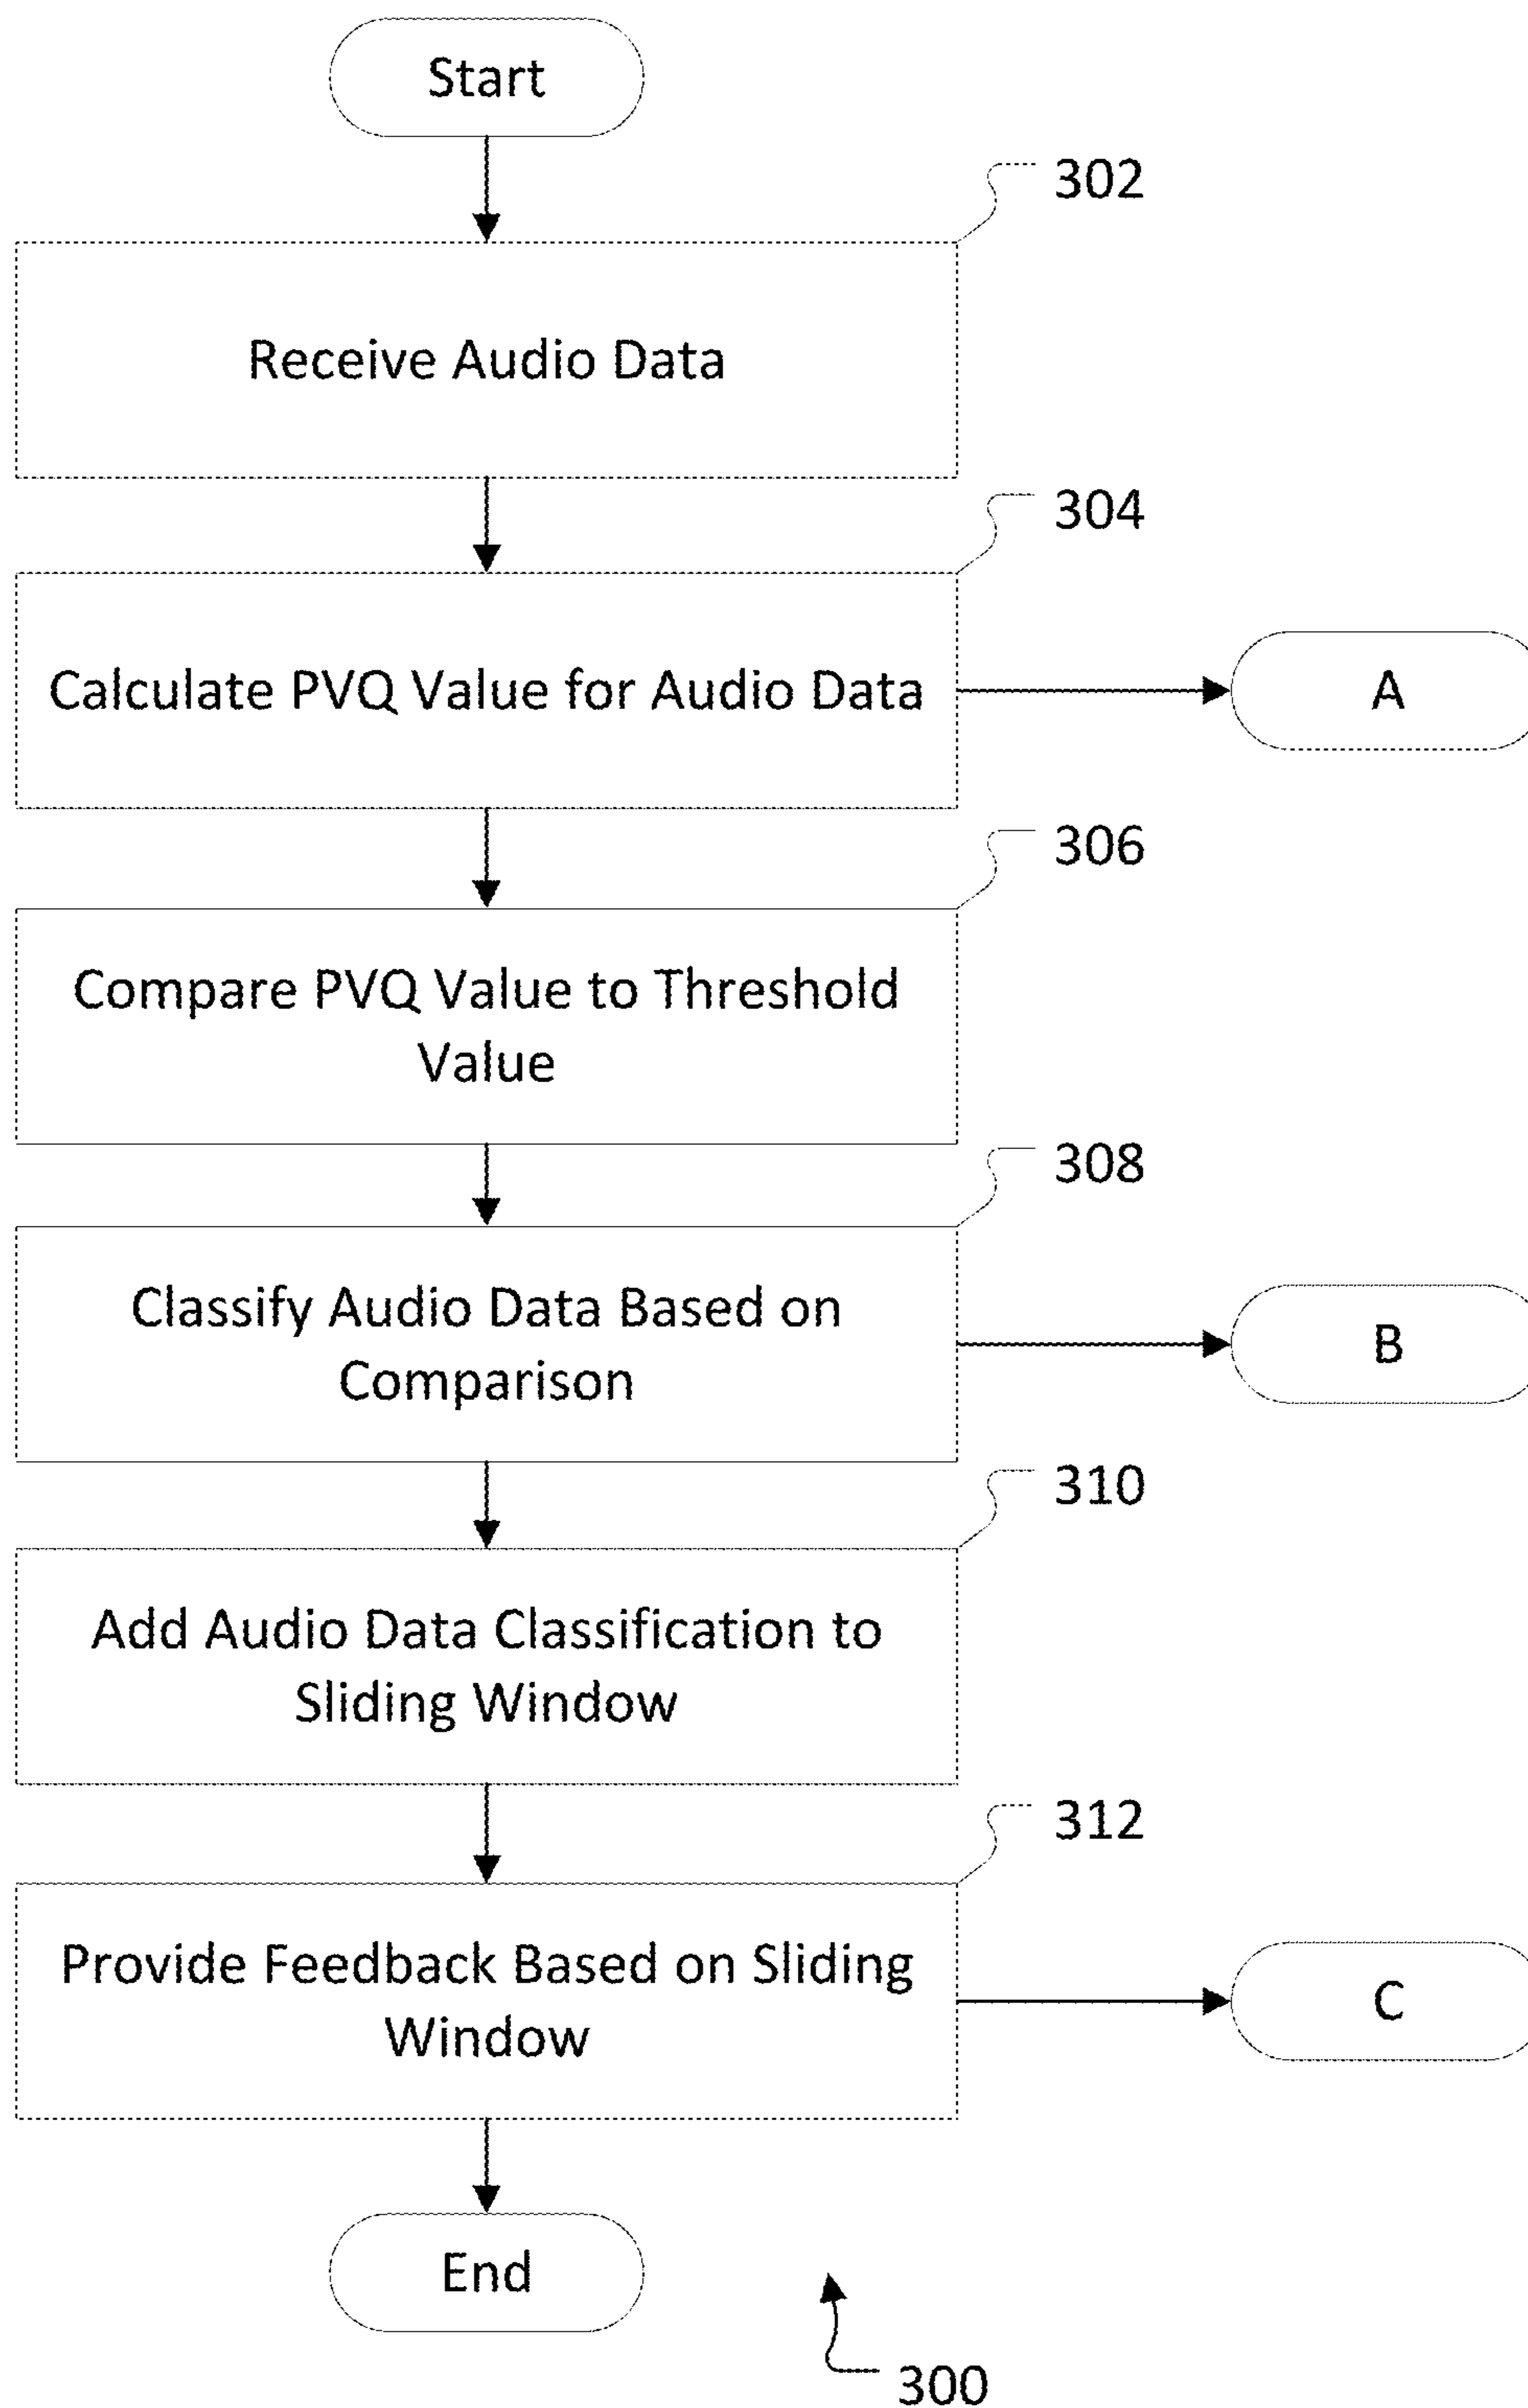 Start
302
Receive Audio Data
304
Calculate PVQ Value for Audio Data
A
306
Compare PVQ Value to Threshold
Value
308
Classify Audio Data Based on
Comparison
B
310
Add Audio Data Classification to
Sliding Window
312
Provide Feedback Based on Sliding
Window
C
End
300